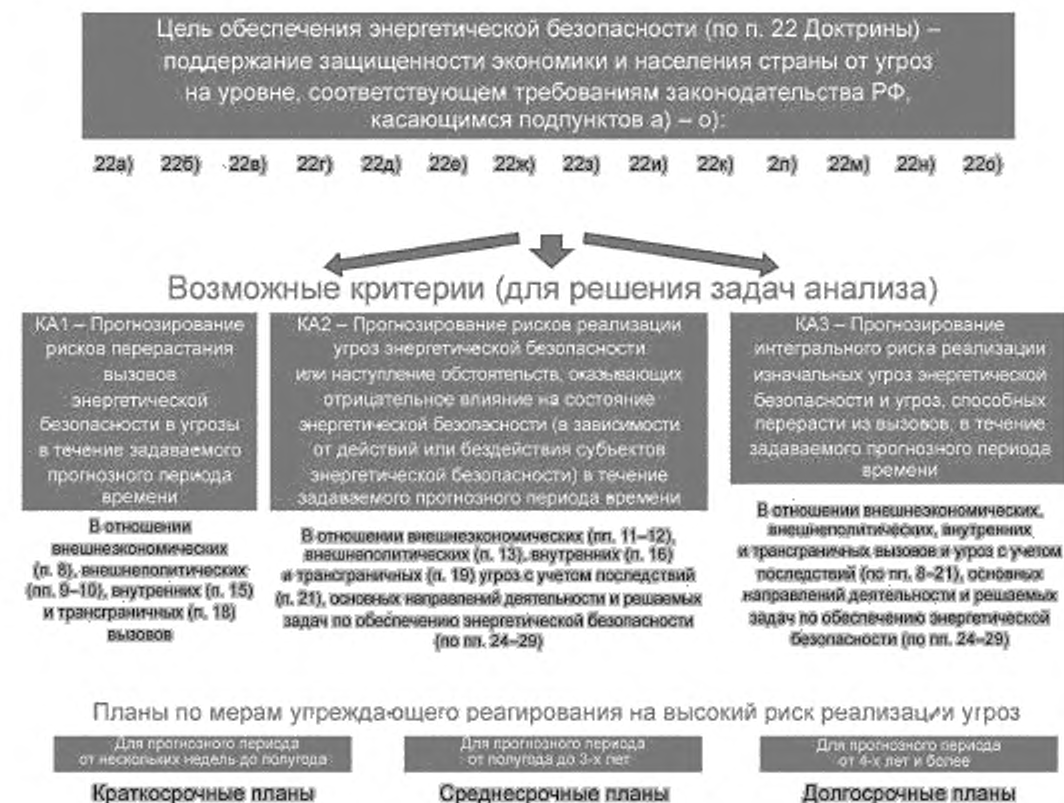 Цель обеспечения энергетической безопасности (по п. 22 Доктрины) –
поддержание защищенности экономики и населения страны от угроз
на уровне, соответствующем требованиям законодательства РФ,
касающимся подпунктов а) – о):
22а) 22б) 22в) 22г) 22д) 22е) 22ж) 22з) 22и) 22к) 2л) 22м) 22н) 22о)
Возможные критерии (для решения задач анализа)
КА1 – Прогнозирование
рисков перерастания
вызовов
энергетической
безопасности в угрозы
в течение задаваемого
прогнозного периода
времени
В отношении
внешнеэкономических
(п. 8), внешнеполитических
(пп. 9–10), внутренних (п. 15)
и трансграничных (п. 18)
вызовов
КА2 – Прогнозирование рисков реализации
угроз энергетической безопасности
или наступление обстоятельств, оказывающих
отрицательное влияние на состояние
энергетической безопасности (в зависимости
от действий или бездействия субъектов
энергетической безопасности) в течение
задаваемого прогнозного периода времени
В отношении внешнеэкономических (пп. 11–12),
внешнеполитических (п. 13), внутренних (п. 16)
и трансграничных (п. 19) угроз с учетом последствий
(п. 21), основных направлений деятельности и решаемых
задач по обеспечению энергетической безопасности
(по пп. 24–29)
КА3 – Прогнозирование
интегрального риска реализации
изначальных угроз энергетической
безопасности и угроз, способных
перерасти из вызовов, в течение
задаваемого прогнозного периода
времени
В отношении внешнеэкономических,
внешнеполитических, внутренних
и трансграничных вызовов и угроз с учетом
последствий (по пп. 8–21), основных
направлений деятельности и решаемых
задач по обеспечению энергетической
безопасности (по пп. 24–29)
Планы по мерам упреждающего реагирования на высокий риск реализации угроз
Для прогнозного периода
от нескольких недель до полугода
Краткосрочные планы
Для прогнозного периода
от полугода до 3-х лет
Среднесрочные планы
Для прогнозного периода
от 4-х лет и более
Долгосрочные планы